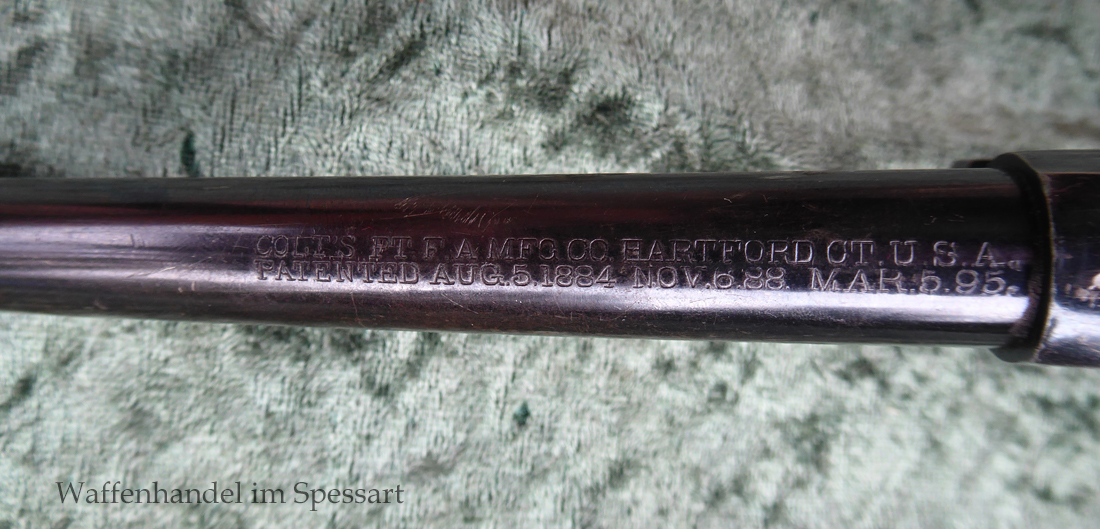 COLT'S PT. F. A. MFG. CO. HARTFORD CT. U. S. A.
PATENTED AUG. 5. 1884 NOV. 6. 88. MAR. 5. 95.
Waffenhandel im Spessart